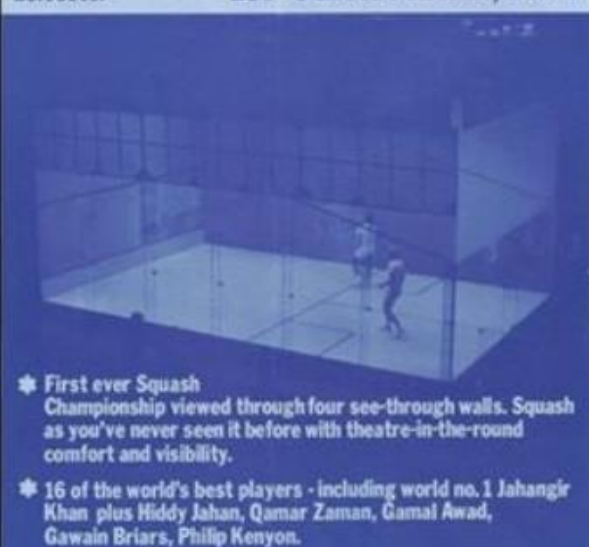 ✽ First ever Squash
Championship viewed through four see-through walls. Squash
as you've never seen it before with theatre-in-the-round
comfort and visibility.
✽ 16 of the world's best players - including world no. 1 Jahangir
Khan plus Hiddy Jahan, Qamar Zaman, Gamal Awad,
Gawain Briars, Philip Kenyon.